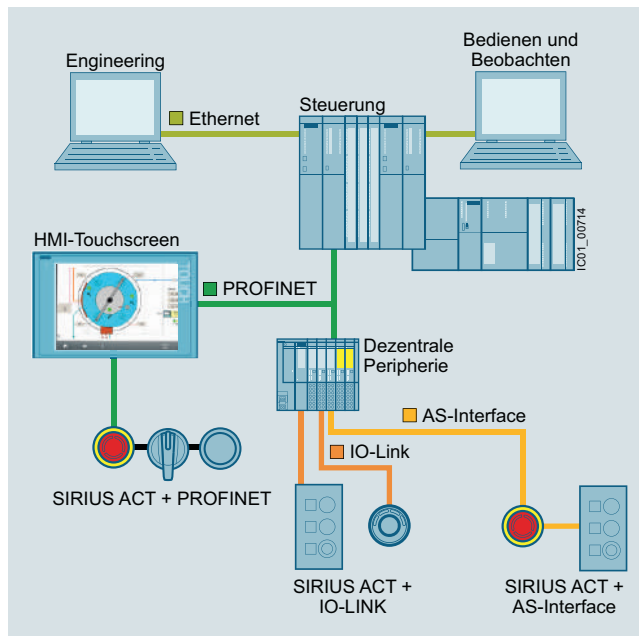 Engineering
Bedienen und
Beobachten
Ethernet
Steuerung
IC01_00714
HMI-Touchscreen
PROFINET
Dezentrale
Peripherie
AS-Interface
IO-Link
SIRIUS ACT + PROFINET
SIRIUS ACT +
IO-LINK
SIRIUS ACT +
AS-Interface